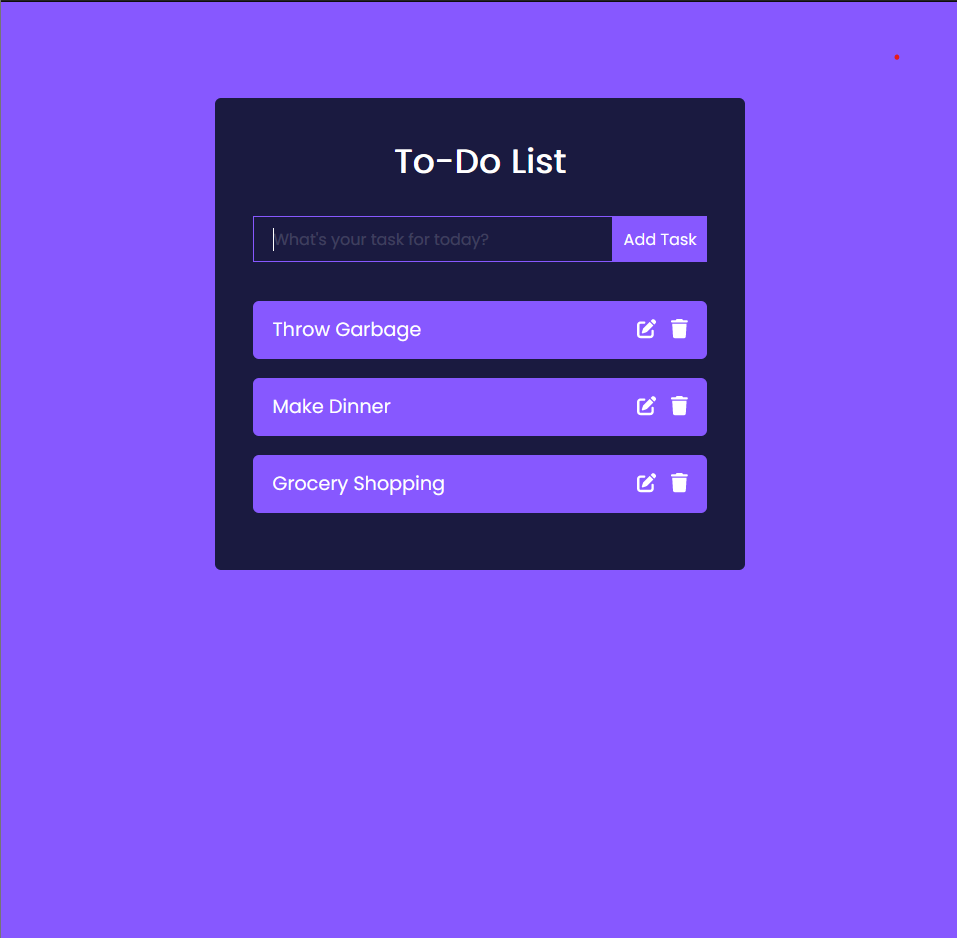 To-Do List
What's your task for today?
Add Task
Throw Garbage
Make Dinner
Grocery Shopping